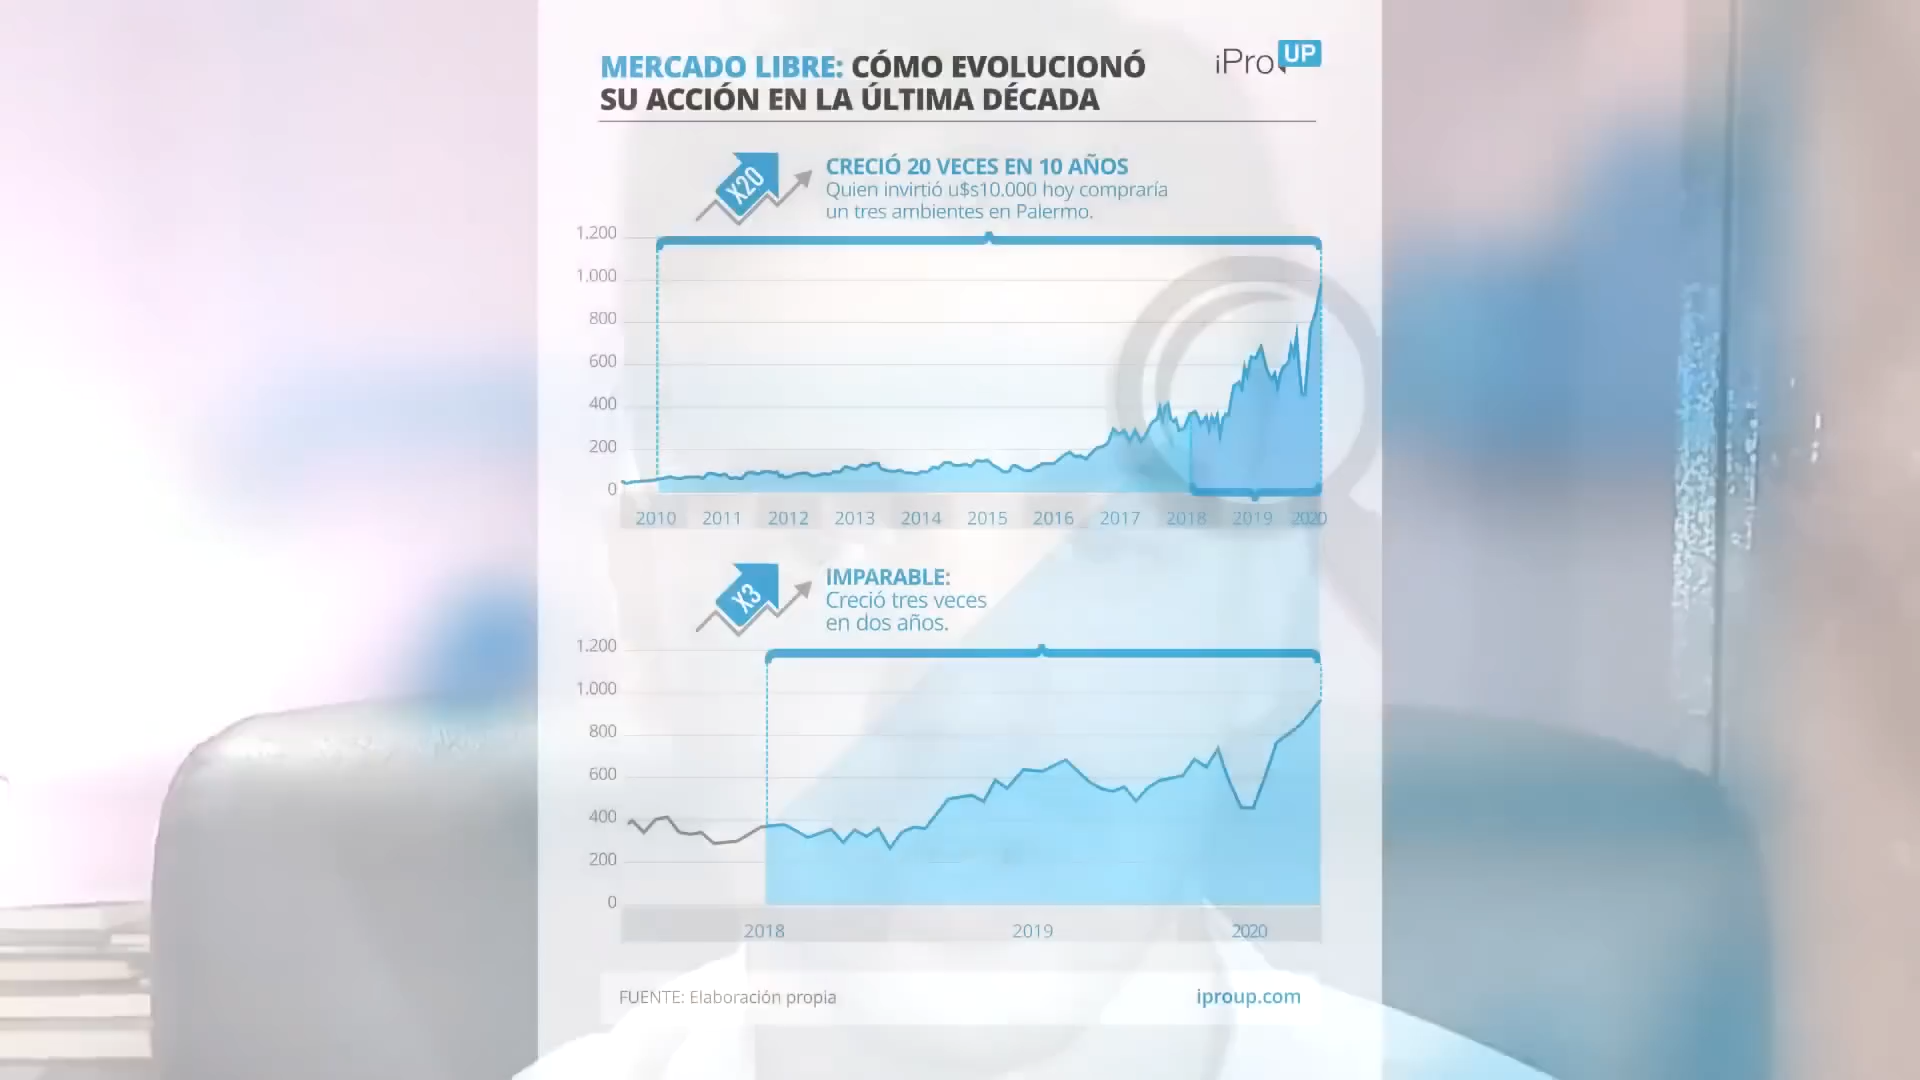 MERCADO LIBRE: CÓMO EVOLUCIONÓ
SU ACCIÓN EN LA ÚLTIMA DÉCADA
iPro UP
X20
CRECIÓ 20 VECES EN 10 AÑOS
Quien invirtió u$s10.000 hoy compraría
un tres ambientes en Palermo.
1.200
1.000
800
600
400
200
0
2010 2011 2012 2013 2014 2015 2016 2017 2018 2019 2020
X3
IMPARABLE:
Creció tres veces
en dos años.
1.200
1.000
800
600
400
200
0
2018 2019 2020
FUENTE: Elaboración propia
iproup.com